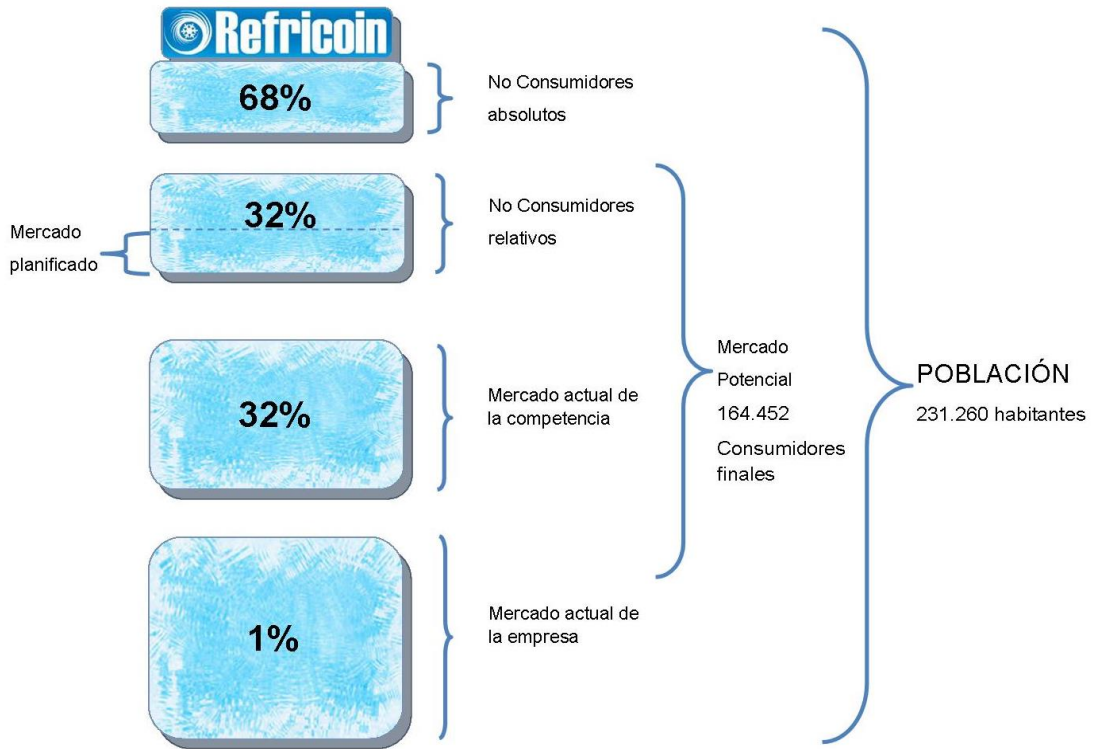 Refricoin
68%
No Consumidores
absolutos
32%
No Consumidores
relativos
Mercado
planificado
32%
Mercado actual de
la competencia
1%
Mercado actual de
la empresa
Mercado
Potencial
164.452
Consumidores
finales
POBLACIÓN
231.260 habitantes